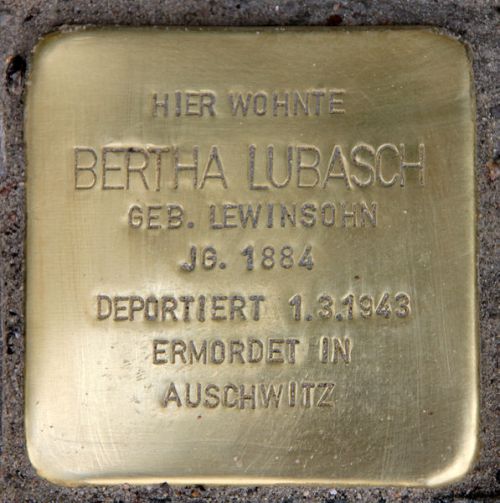 HIER WOHNTE
BERTHA LUBASCH
GEB. LEWINSOHN
JG. 1884
DEPORTIERT 1.3.1943
ERMORDET IN
AUSCHWITZ